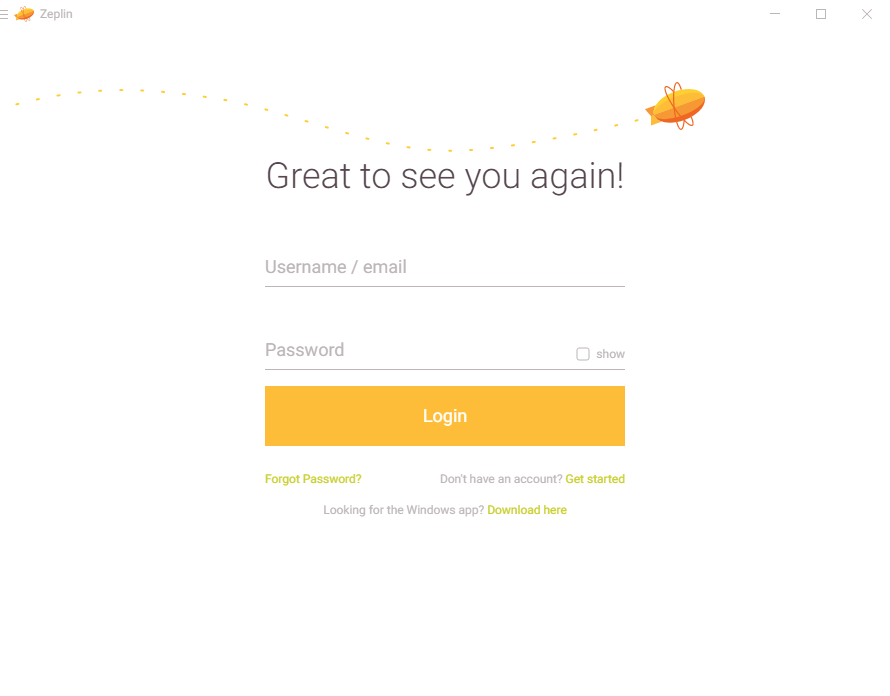 Zeplin
Great to see you again!
Username / email
Password
show
Login
Forgot Password?
Don't have an account? Get started
Looking for the Windows app? Download here